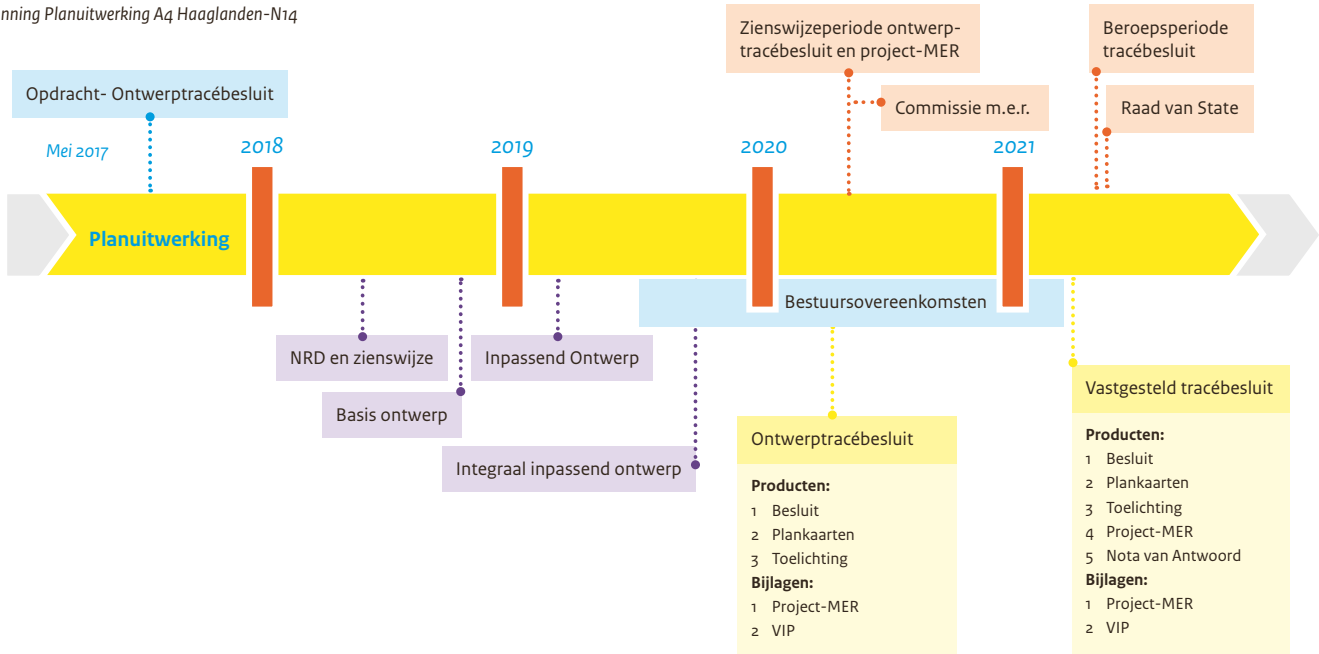 nning Planuitwerking A4 Haaglanden-N14
Zienswijzeperiode ontwerp-
tracébesluit en project-MER
Beroepsperiode
tracébesluit
Opdracht- Ontwerptracébesluit
Commissie m.e.r.
Raad van State
Mei 2017
2018
2019
2020
2021
Planuitwerking
Bestuursovereenkomsten
NRD en zienswijze
Inpassend Ontwerp
Basis ontwerp
Integraal inpassend ontwerp
Ontwerptracébesluit
Producten:
1 Besluit
2 Plankaarten
3 Toelichting
Bijlagen:
1 Project-MER
2 VIP
Vastgesteld tracébesluit
Producten:
1 Besluit
2 Plankaarten
3 Toelichting
4 Project-MER
5 Nota van Antwoord
Bijlagen:
1 Project-MER
2 VIP